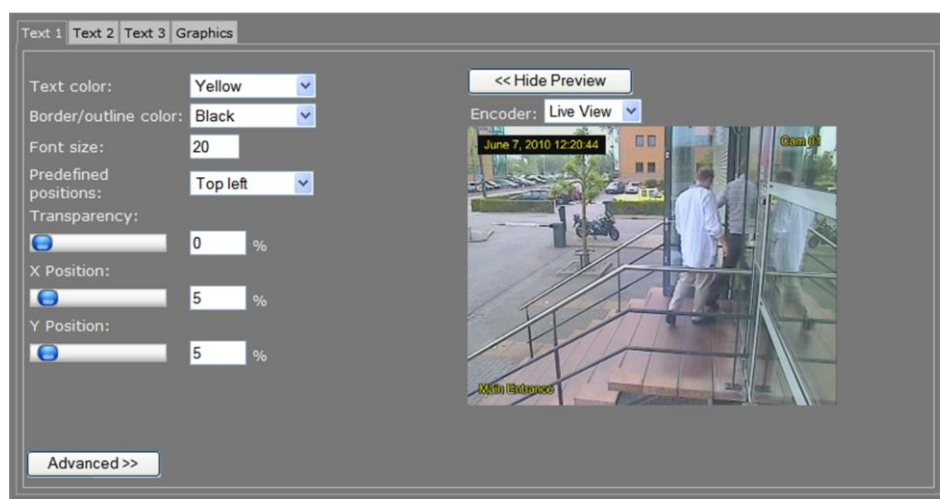 Text 1 Text 2 Text 3 Graphics
Text color: Yellow
Border/outline color: Black
Font size: 20
Predefined
positions: Top left
Transparency:
0 %
X Position:
5 %
Y Position:
5 %
Advanced >>
<< Hide Preview
Encoder: Live View
June 7, 2010 12:20:44
Cam 01
Main Entrance